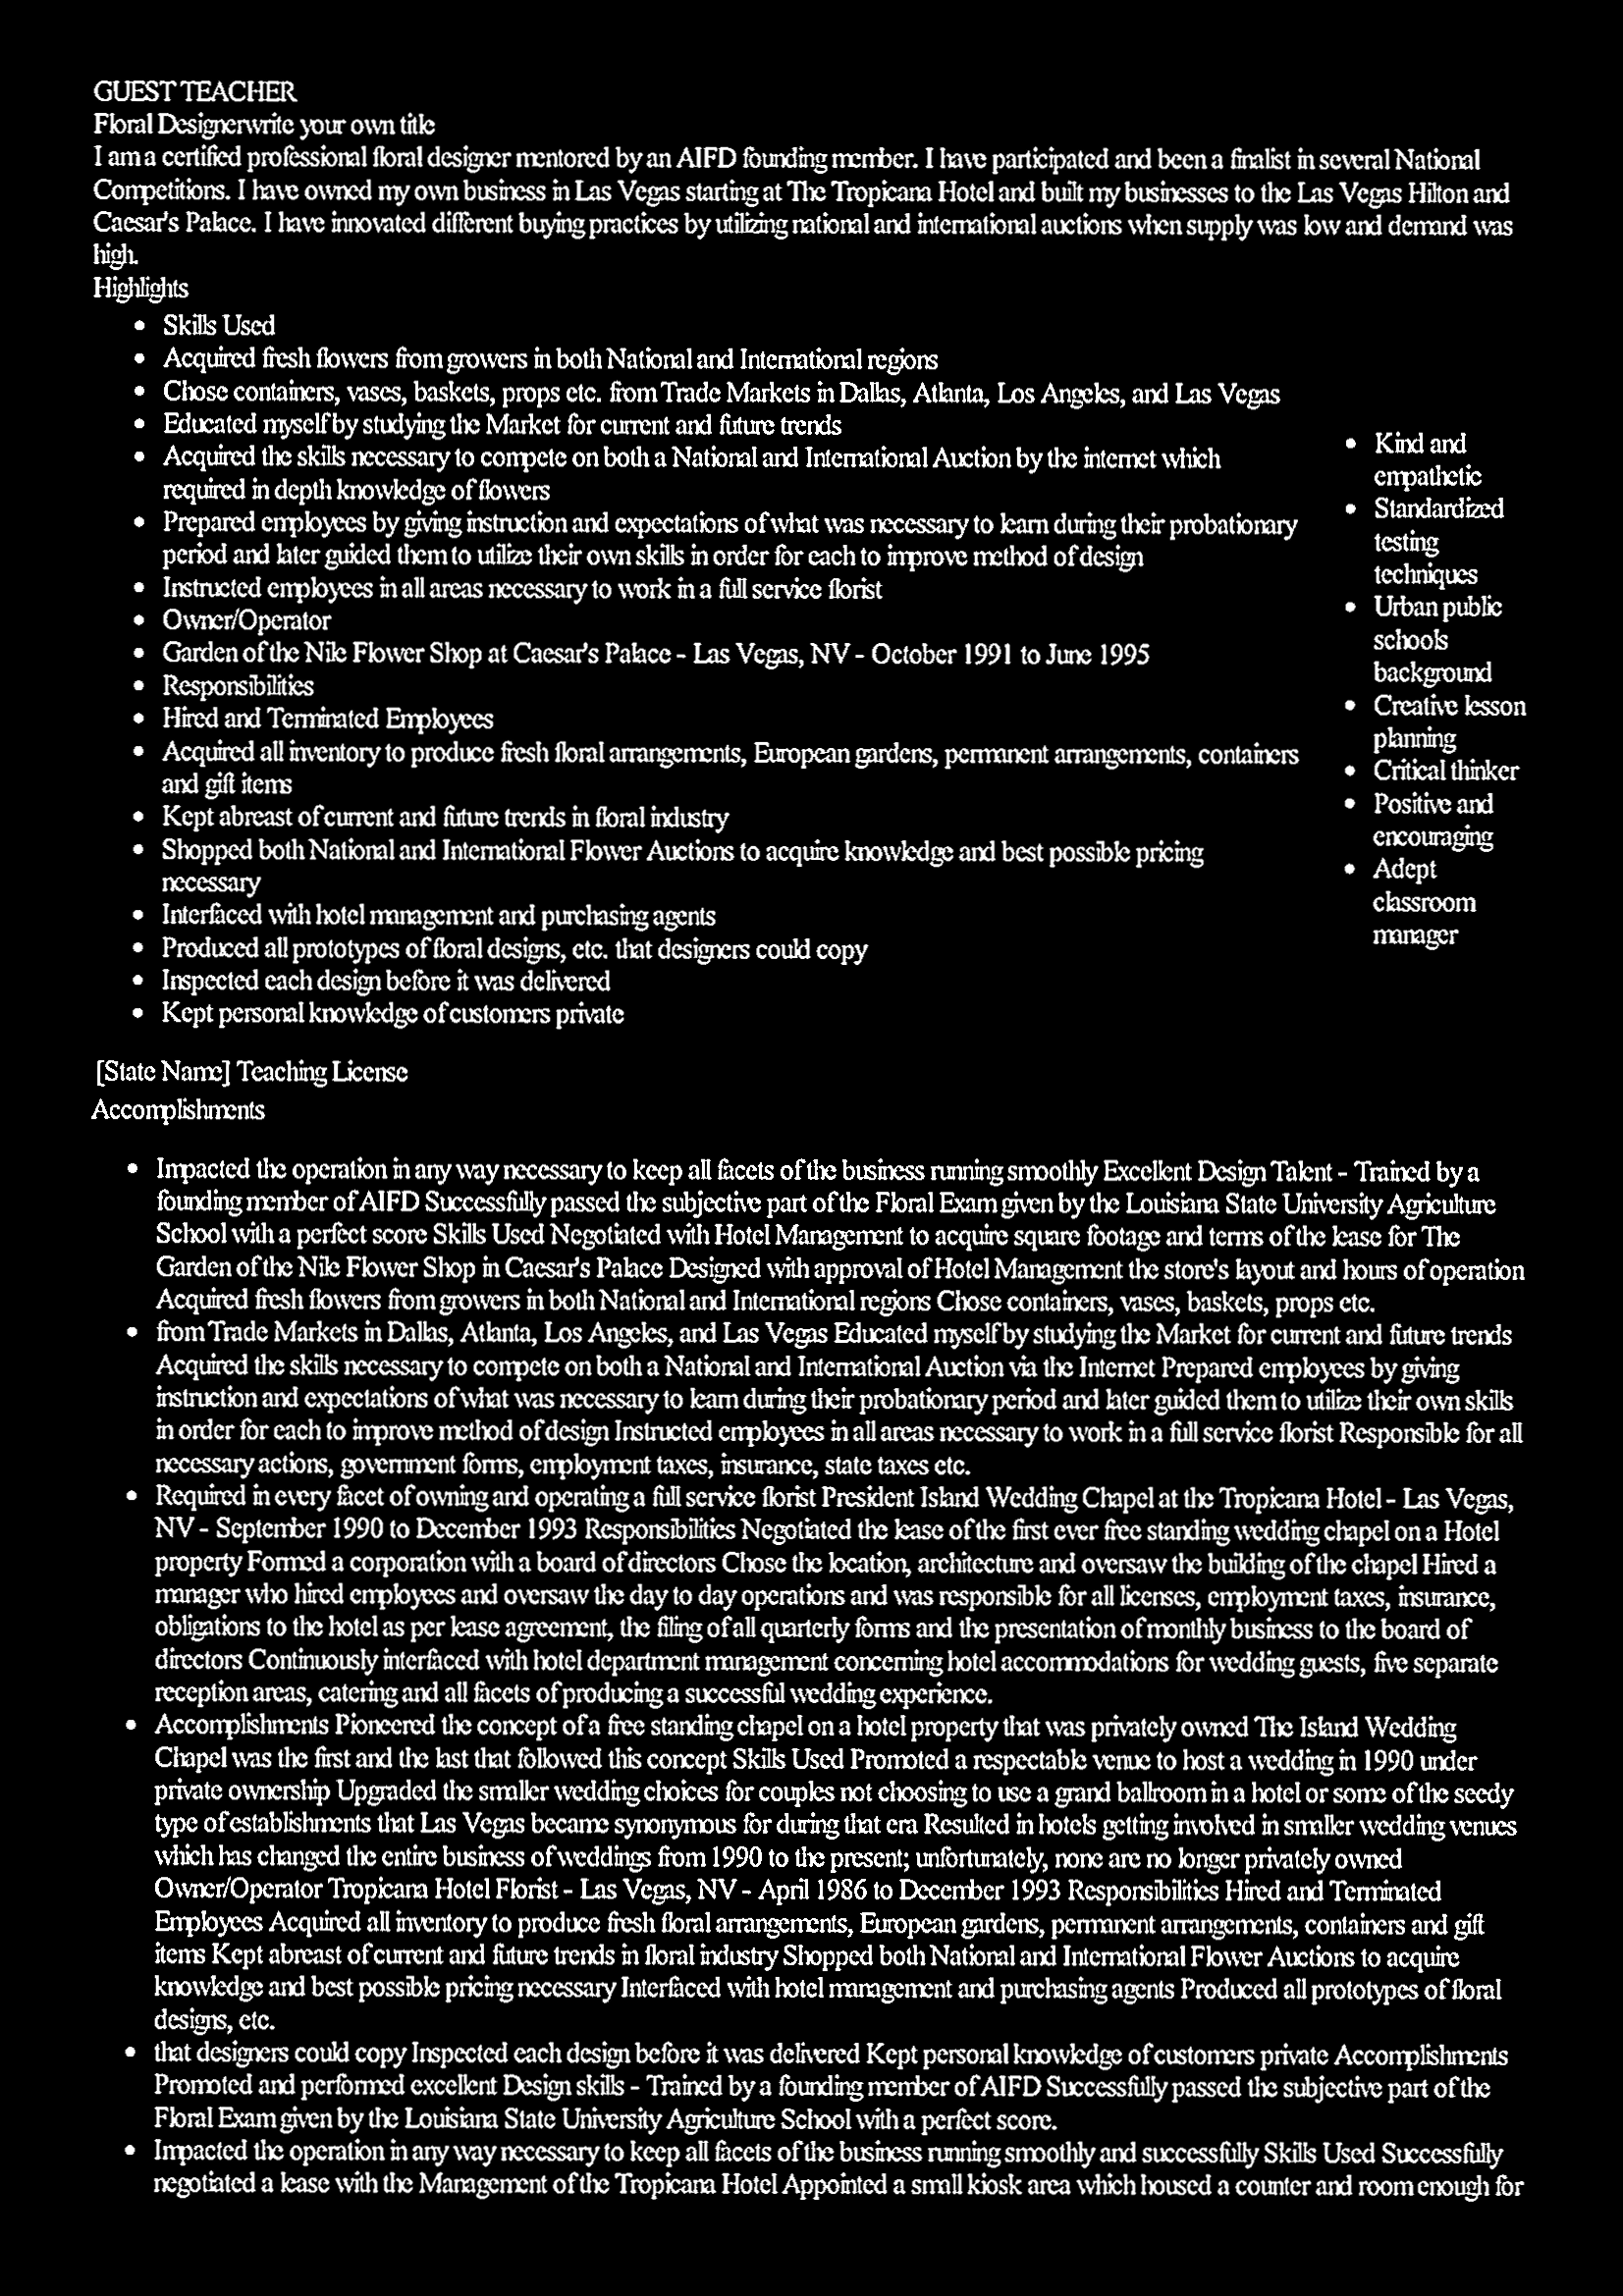 GUEST TEACHER
Floral Designerwrite your own title
I am a certified professional floral designer mentored by an AIFD founding member. I have participated and been a finalist in several National
Competitions. I have owned my own business in Las Vegas starting at The Tropicana Hotel and built my businesses to the Las Vegas Hilton and
Caesar's Palace. I have innovated different buying practices by utilizing national and international auctions when supply was low and demand was
high.
Highlights
• Skills Used
• Acquired fresh flowers from growers in both National and International regions
• Chose containers, vases, baskets, props etc. from Trade Markets in Dallas, Atlanta, Los Angeles, and Las Vegas
• Educated myself by studying the Market for current and future trends
• Acquired the skills necessary to compete on both a National and International Auction by the internet which
required in depth knowledge of flowers
• Prepared employees by giving instruction and expectations of what was necessary to learn during their probationary
period and later guided them to utilize their own skills in order for each to improve method of design
• Instructed employees in all areas necessary to work in a full service florist
• Owner/Operator
• Garden of the Nile Flower Shop at Caesar's Palace - Las Vegas, NV - October 1991 to June 1995
• Responsibilities
• Hired and Terminated Employees
• Acquired all inventory to produce fresh floral arrangements, European gardens, permanent arrangements, containers
and gift items
• Kept abreast of current and future trends in floral industry
• Shopped both National and International Flower Auctions to acquire knowledge and best possible pricing
necessary
• Interfaced with hotel management and purchasing agents
• Produced all prototypes of floral designs, etc. that designers could copy
• Inspected each design before it was delivered
• Kept personal knowledge of customers private
• Kind and
empathetic
• Standardized
testing
techniques
• Urban public
schools
background
• Creative lesson
planning
• Critical thinker
• Positive and
encouraging
• Adept
classroom
manager
[State Name] Teaching License
Accomplishments
• Impacted the operation in any way necessary to keep all facets of the business running smoothly Excellent Design Talent - Trained by a
founding member of AIFD Successfully passed the subjective part of the Floral Exam given by the Louisiana State University Agriculture
School with a perfect score Skills Used Negotiated with Hotel Management to acquire square footage and terms of the lease for The
Garden of the Nile Flower Shop in Caesar's Palace Designed with approval of Hotel Management the store's layout and hours of operation
Acquired fresh flowers from growers in both National and International regions Chose containers, vases, baskets, props etc.
• from Trade Markets in Dallas, Atlanta, Los Angeles, and Las Vegas Educated myself by studying the Market for current and future trends
Acquired the skills necessary to compete on both a National and International Auction via the Internet Prepared employees by giving
instruction and expectations of what was necessary to learn during their probationary period and later guided them to utilize their own skills
in order for each to improve method of design Instructed employees in all areas necessary to work in a full service florist Responsible for all
necessary actions, government forms, employment taxes, insurance, state taxes etc.
• Required in every facet of owning and operating a full service florist President Island Wedding Chapel at the Tropicana Hotel - Las Vegas,
NV - September 1990 to December 1993 Responsibilities Negotiated the lease of the first ever free standing wedding chapel on a Hotel
property Formed a corporation with a board of directors Chose the location, architecture and oversaw the building of the chapel Hired a
manager who hired employees and oversaw the day to day operations and was responsible for all licenses, employment taxes, insurance,
obligations to the hotel as per lease agreement, the filing of all quarterly forms and the presentation of monthly business to the board of
directors Continuously interfaced with hotel department management concerning hotel accommodations for wedding guests, five separate
reception areas, catering and all facets of producing a successful wedding experience.
• Accomplishments Pioneered the concept of a free standing chapel on a hotel property that was privately owned The Island Wedding
Chapel was the first and the last that followed this concept Skills Used Promoted a respectable venue to host a wedding in 1990 under
private ownership Upgraded the smaller wedding choices for couples not choosing to use a grand ballroom in a hotel or some of the seedy
type of establishments that Las Vegas became synonymous for during that era Resulted in hotels getting involved in smaller wedding venues
which has changed the entire business of weddings from 1990 to the present; unfortunately, none are no longer privately owned
Owner/Operator Tropicana Hotel Florist - Las Vegas, NV - April 1986 to December 1993 Responsibilities Hired and Terminated
Employees Acquired all inventory to produce fresh floral arrangements, European gardens, permanent arrangements, containers and gift
items Kept abreast of current and future trends in floral industry Shopped both National and International Flower Auctions to acquire
knowledge and best possible pricing necessary Interfaced with hotel management and purchasing agents Produced all prototypes of floral
designs, etc.
• that designers could copy Inspected each design before it was delivered Kept personal knowledge of customers private Accomplishments
Promoted and performed excellent Design skills - Trained by a founding member of AIFD Successfully passed the subjective part of the
Floral Exam given by the Louisiana State University Agriculture School with a perfect score.
• Impacted the operation in any way necessary to keep all facets of the business running smoothly and successfully Skills Used Successfully
negotiated a lease with the Management of the Tropicana Hotel Appointed a small kiosk area which housed a counter and room enough for